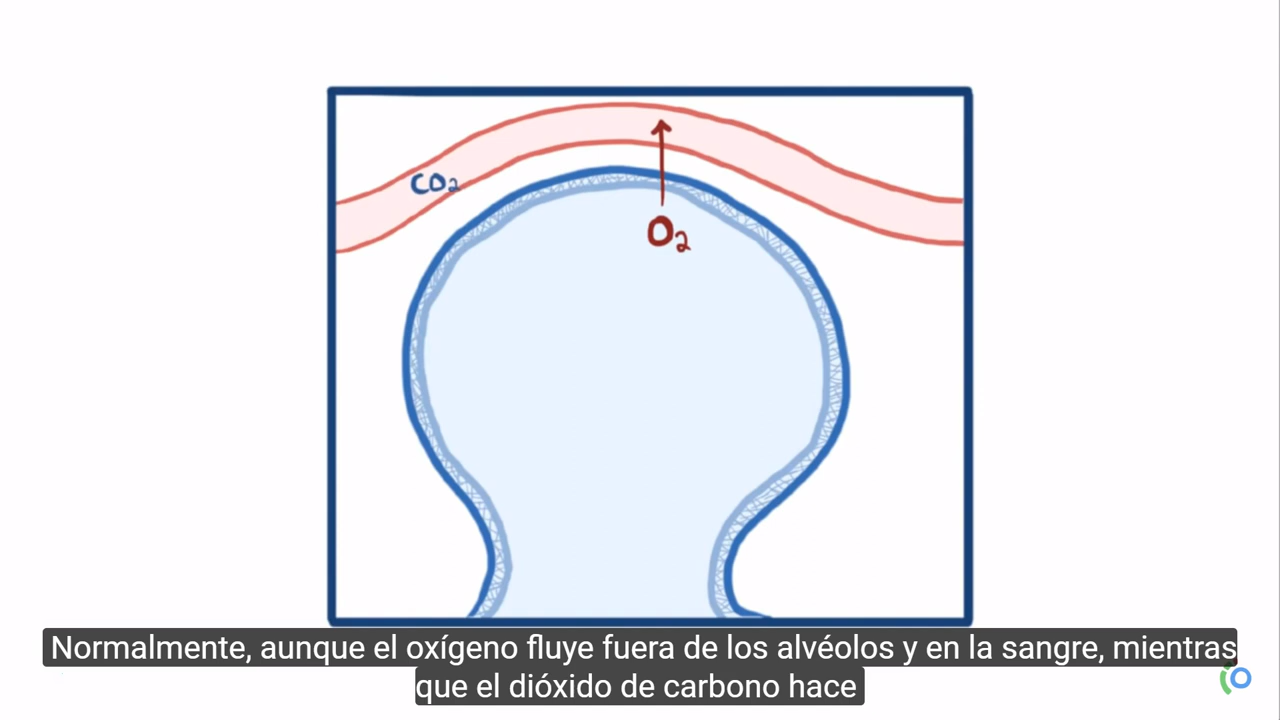 CO₂
O₂
Normalmente, aunque el oxígeno fluye fuera de los alvéolos y en la sangre, mientras
que el dióxido de carbono hace